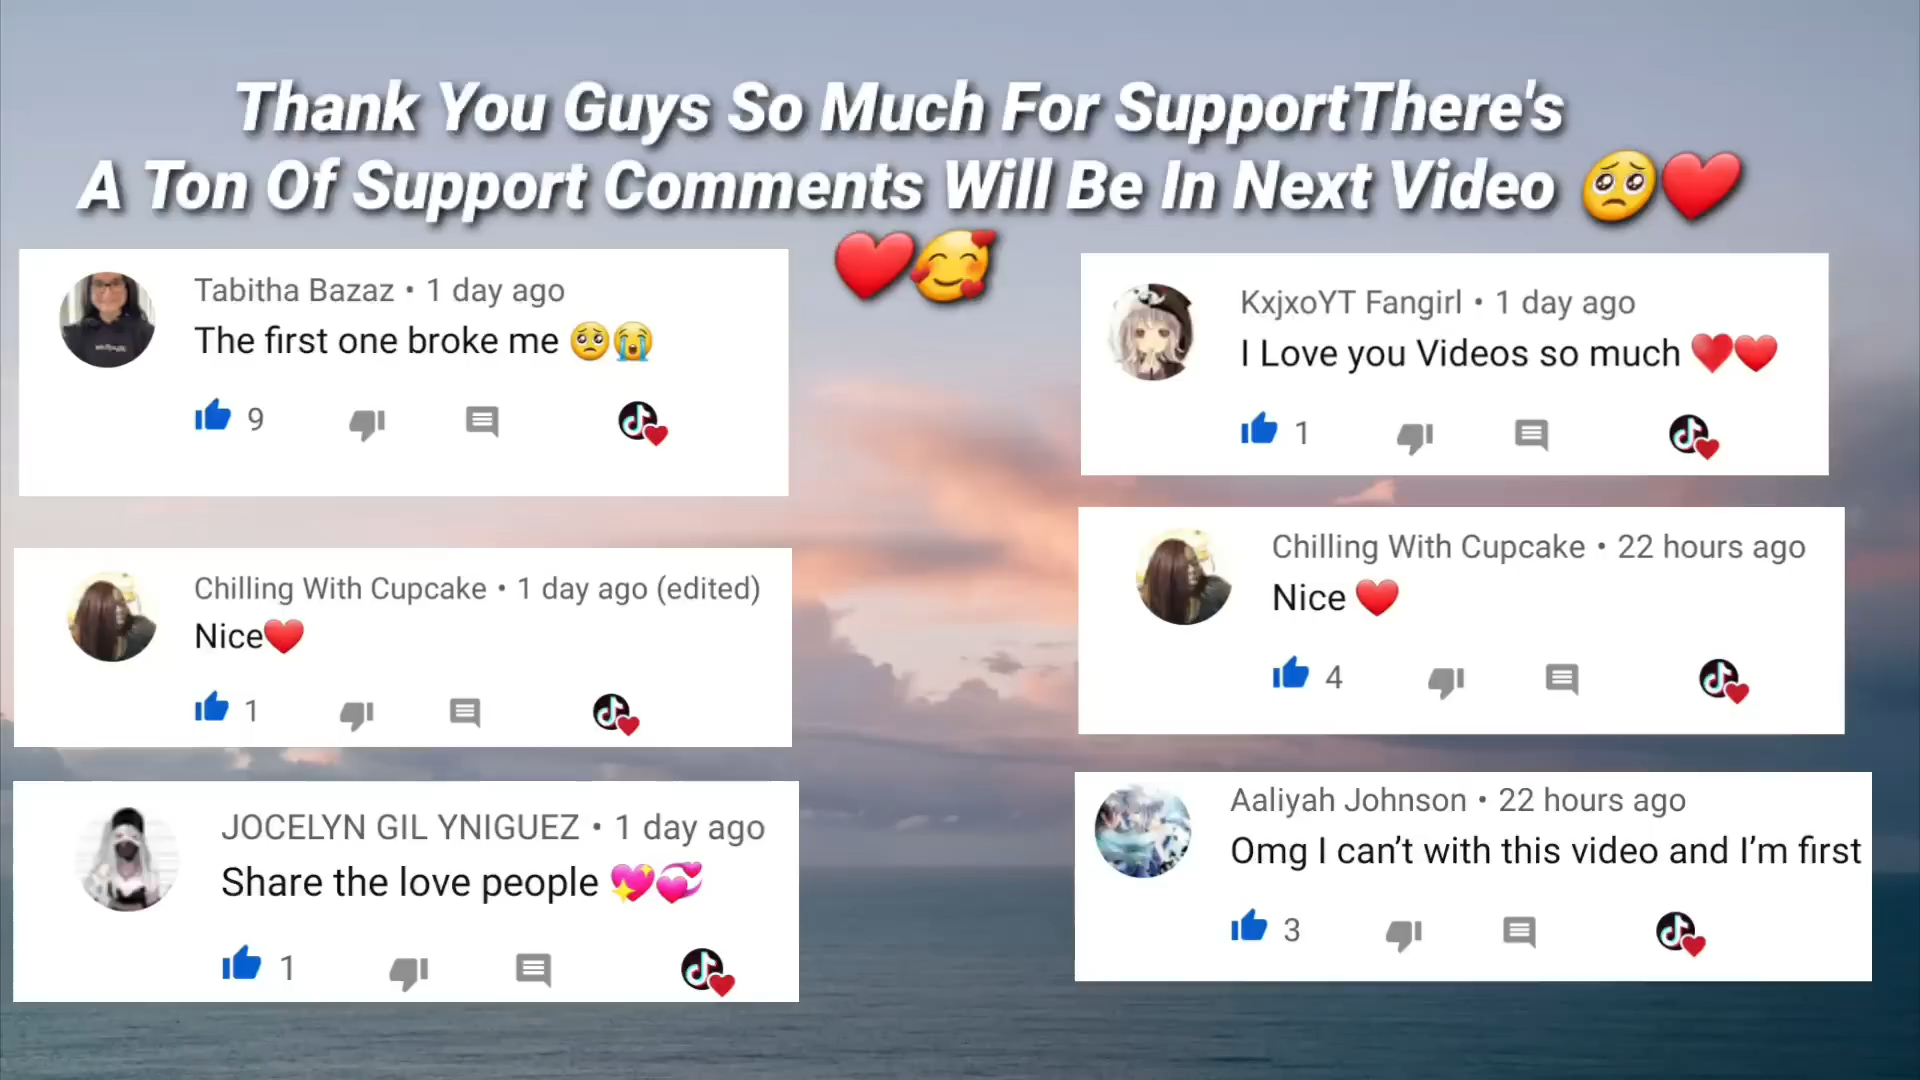 Thank You Guys So Much For SupportThere's
A Ton Of Support Comments Will Be In Next Video 🥺❤️
❤️🥰
Tabitha Bazaz • 1 day ago
The first one broke me 🥺😭
9
Chilling With Cupcake • 1 day ago (edited)
Nice❤️
1
JOCELYN GIL YNIGUEZ • 1 day ago
Share the love people 💖💞
1
KxjxoYT Fangirl • 1 day ago
I Love you Videos so much ♥️❤️
1
Chilling With Cupcake • 22 hours ago
Nice ❤️
4
Aaliyah Johnson • 22 hours ago
Omg I can’t with this video and I’m first
3